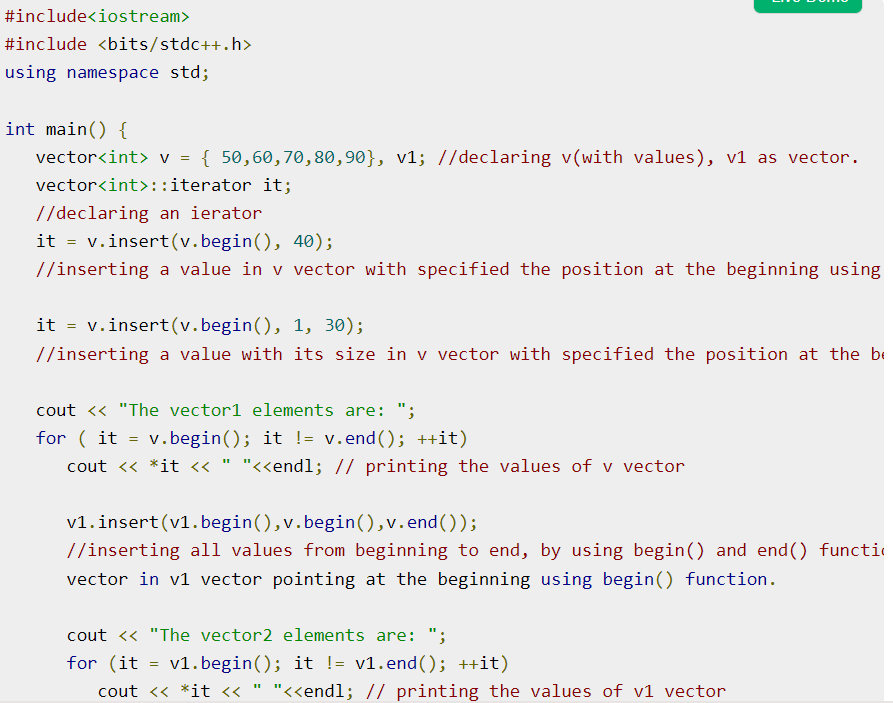 Live Demo
#include<iostream>
#include <bits/stdc++.h>
using namespace std;
int main() {
   vector<int> v = { 50,60,70,80,90}, v1; //declaring v(with values), v1 as vector.
   vector<int>::iterator it;
   //declaring an ierator
   it = v.insert(v.begin(), 40);
   //inserting a value in v vector with specified the position at the beginning using
   it = v.insert(v.begin(), 1, 30);
   //inserting a value with its size in v vector with specified the position at the
   cout << "The vector1 elements are: ";
   for ( it = v.begin(); it != v.end(); ++it)
      cout << *it << " "<<endl; // printing the values of v vector
      v1.insert(v1.begin(),v.begin(),v.end());
      //inserting all values from beginning to end, by using begin() and end()
      vector in v1 vector pointing at the beginning using begin() function.
      cout << "The vector2 elements are: ";
      for (it = v1.begin(); it != v1.end(); ++it)
         cout << *it << " "<<endl; // printing the values of v1 vector